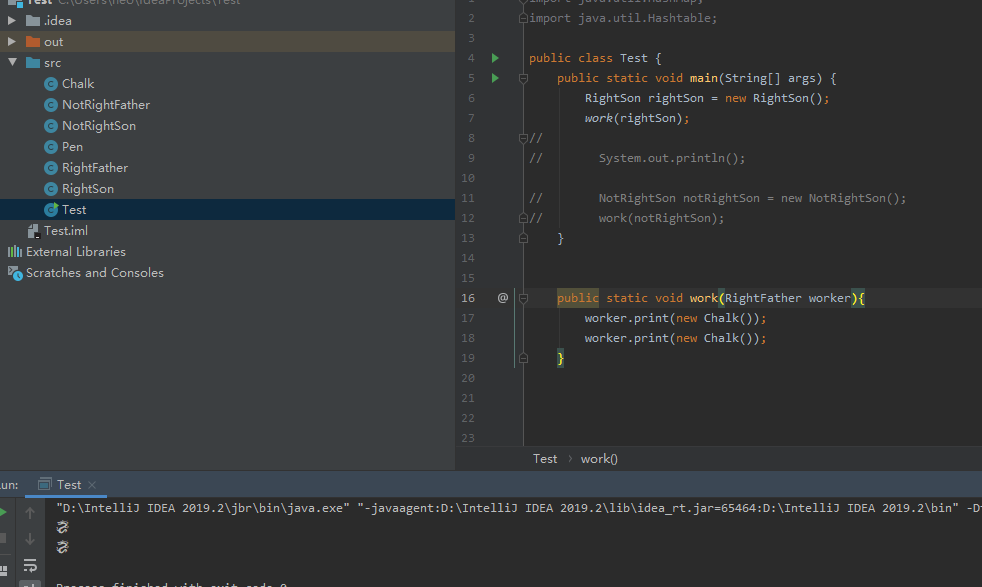 Test C:\Users\neo\IdeaProjects\Test
.idea
out
src
Chalk
NotRightFather
NotRightSon
Pen
RightFather
RightSon
Test
Test.iml
External Libraries
Scratches and Consoles
1 import java.util.HashMap;
2 import java.util.Hashtable;
3
4 public class Test {
5 public static void main(String[] args) {
6 RightSon rightSon = new RightSon();
7 work(rightSon);
8 //
9 // System.out.println();
10
11 // NotRightSon notRightSon = new NotRightSon();
12 // work(notRightSon);
13 }
14
15
16 @ public static void work(RightFather worker){
17 worker.print(new Chalk());
18 worker.print(new Chalk());
19 }
20
21
22
23
Test › work()
un: Test ×
"D:\IntelliJ IDEA 2019.2\jbr\bin\java.exe" "-javaagent:D:\IntelliJ IDEA 2019.2\lib\idea_rt.jar=65464:D:\IntelliJ IDEA 2019.2\bin" -D
Process finished with exit code 0